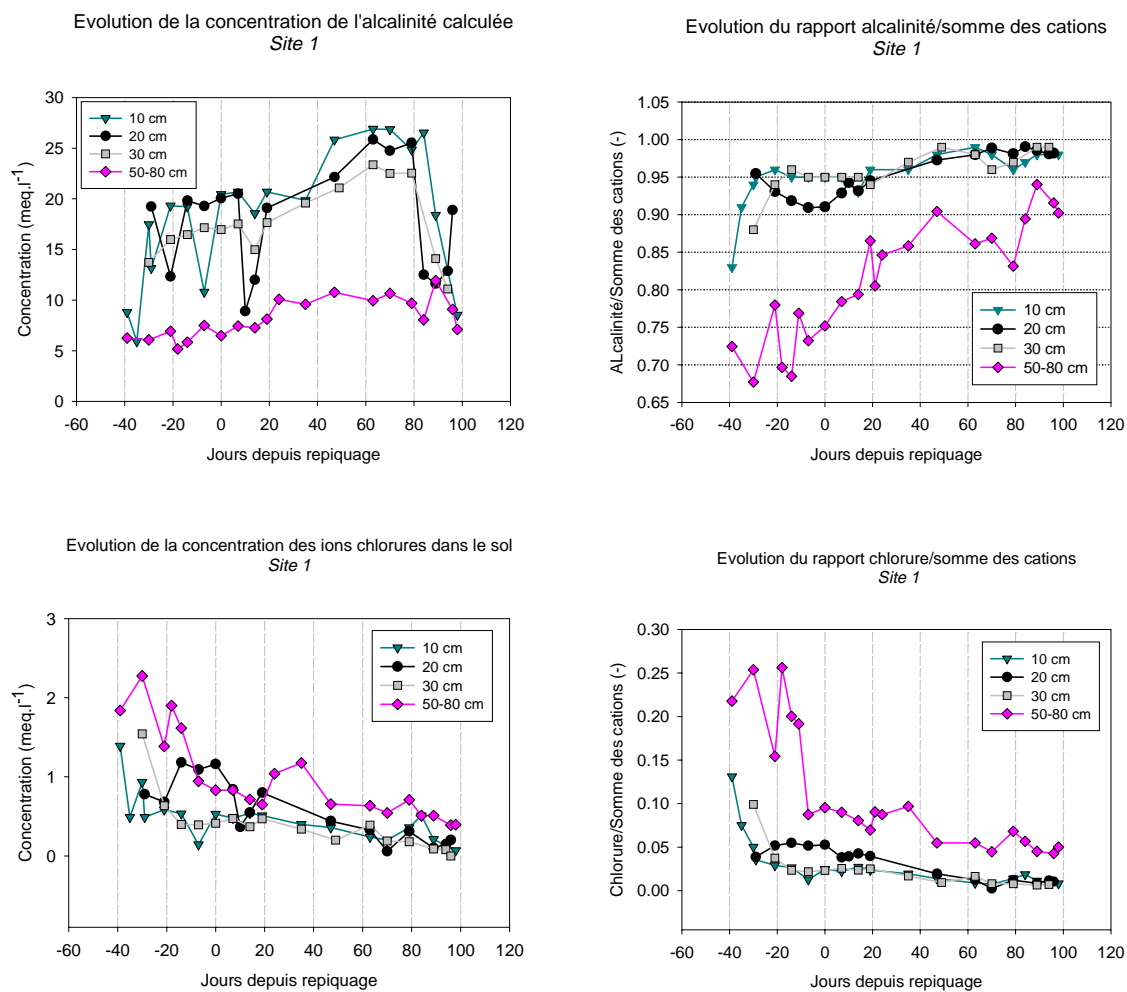 Evolution de la concentration de l'alcalinité calculée
Site 1
Concentration (meq.l-1)
30
25
20
15
10
5
0
10 cm
20 cm
30 cm
50-80 cm
-60 -40 -20 0 20 40 60 80 100 120
Jours depuis repiquage
Evolution du rapport alcalinité/somme des cations
Site 1
ALcalinité/Somme des cations (-)
1.05
1.00
0.95
0.90
0.85
0.80
0.75
0.70
0.65
10 cm
20 cm
30 cm
50-80 cm
-60 -40 -20 0 20 40 60 80 100 120
Jours depuis repiquage
Evolution de la concentration des ions chlorures dans le sol
Site 1
Concentration (meq.l-1)
3
2
1
0
10 cm
20 cm
30 cm
50-80 cm
-60 -40 -20 0 20 40 60 80 100 120
Jours depuis repiquage
Evolution du rapport chlorure/somme des cations
Site 1
Chlorure/Somme des cations (-)
0.30
0.25
0.20
0.15
0.10
0.05
0.00
10 cm
20 cm
30 cm
50-80 cm
-60 -40 -20 0 20 40 60 80 100 120
Jours depuis repiquage